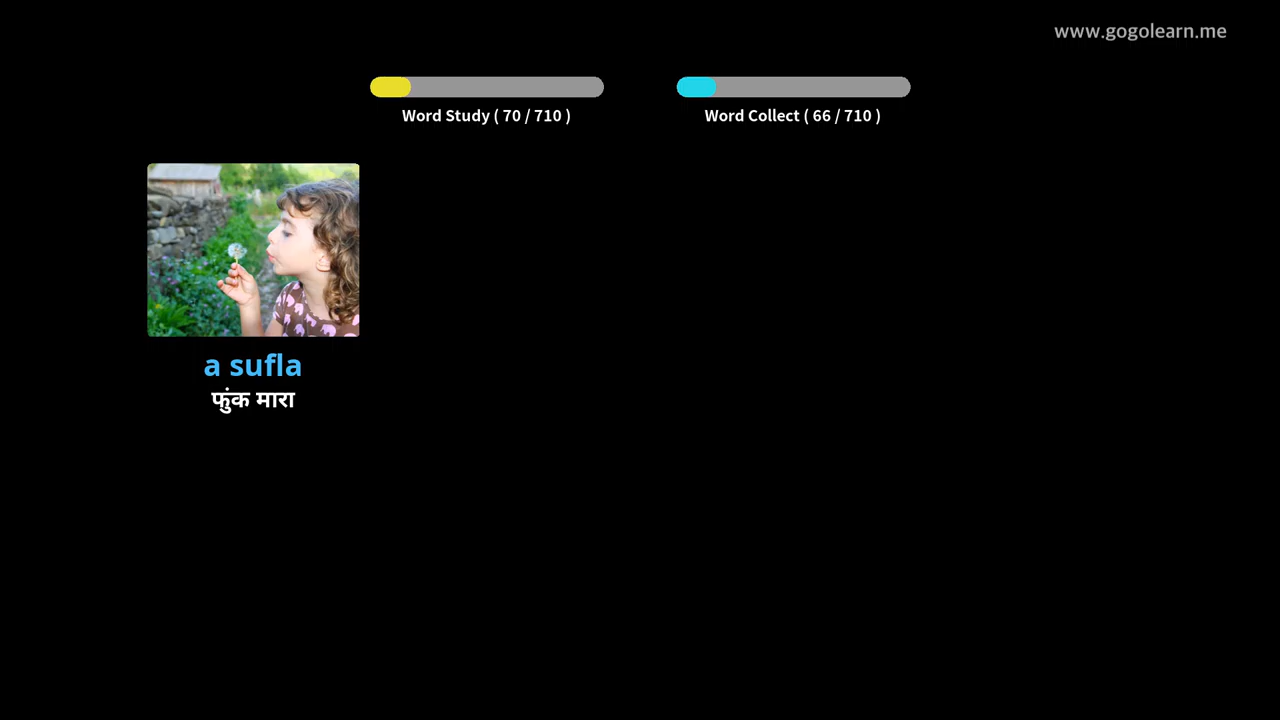 www.gogolearn.me
Word Study ( 70 / 710 )
Word Collect ( 66 / 710 )
a sufla
फुंक मारा